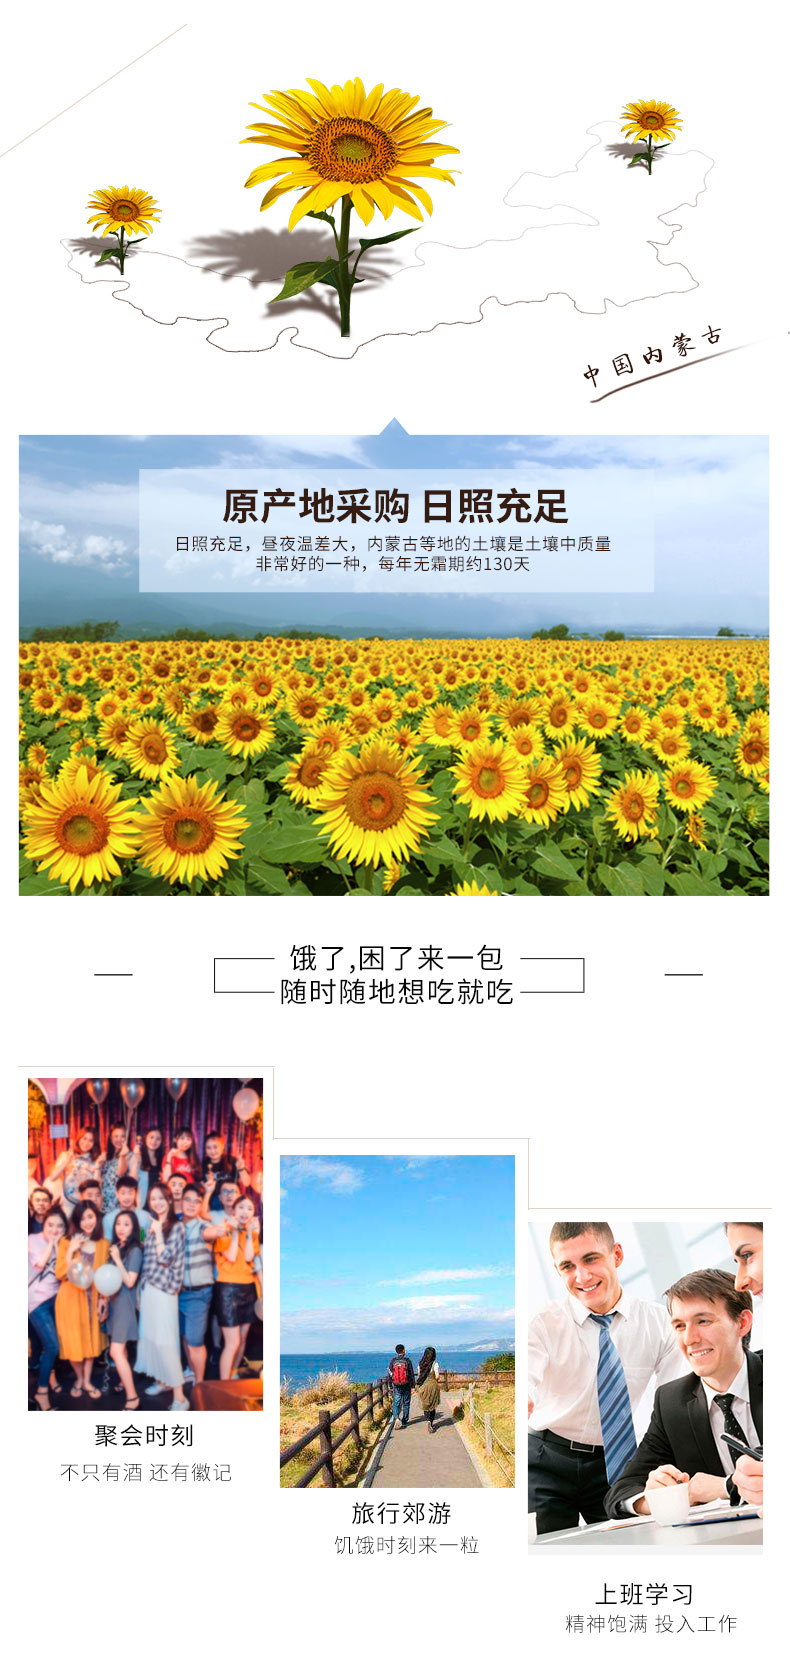 中国内蒙古
原产地采购 日照充足
日照充足，昼夜温差大，内蒙古等地的土壤是土壤中质量
非常好的一种，每年无霜期约130天
饿了,困了来一包
随时随地想吃就吃
聚会时刻
不只有酒 还有徽记
旅行郊游
饥饿时刻来一粒
上班学习
精神饱满 投入工作